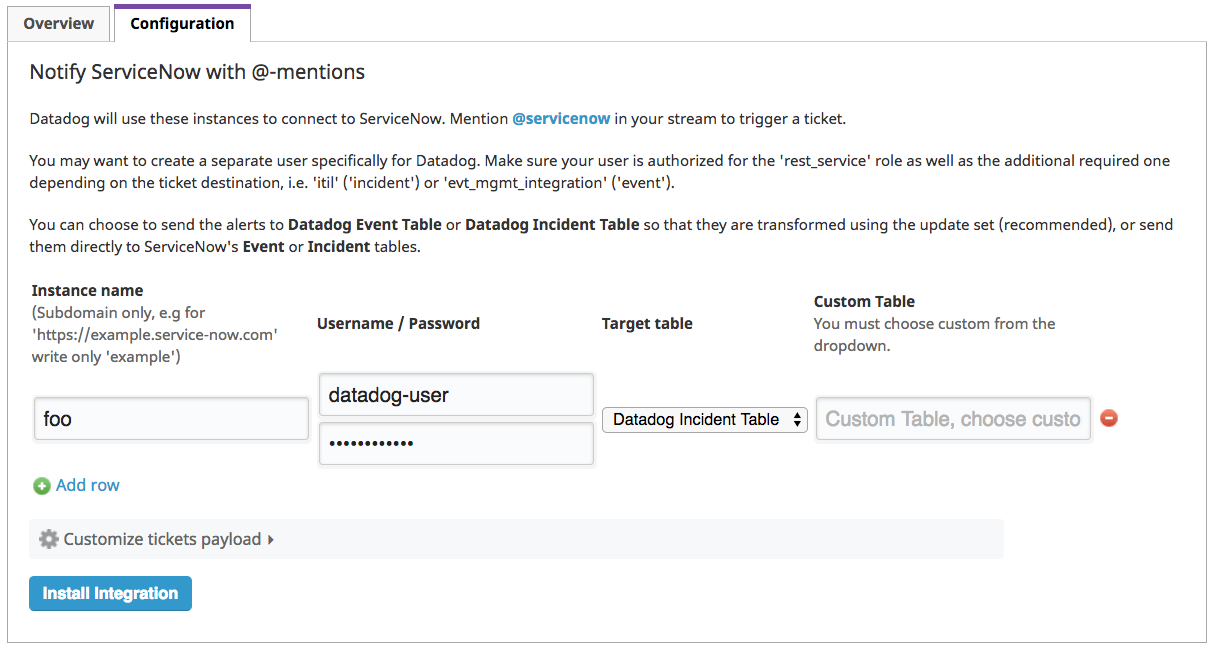 Overview
Configuration
Notify ServiceNow with @-mentions
Datadog will use these instances to connect to ServiceNow. Mention @servicenow in your stream to trigger a ticket.
You may want to create a separate user specifically for Datadog. Make sure your user is authorized for the 'rest_service' role as well as the additional required one
depending on the ticket destination, i.e. 'itil' ('incident') or 'evt_mgmt_integration' ('event').
You can choose to send the alerts to Datadog Event Table or Datadog Incident Table so that they are transformed using the update set (recommended), or send
them directly to ServiceNow's Event or Incident tables.
Instance name
(Subdomain only, e.g for
'https://example.service-now.com'
write only 'example')
Username / Password
Target table
Custom Table
You must choose custom from the
dropdown.
foo
datadog-user
••••••••••••
Datadog Incident Table
Custom Table, choose custo
Add row
Customize tickets payload
Install Integration